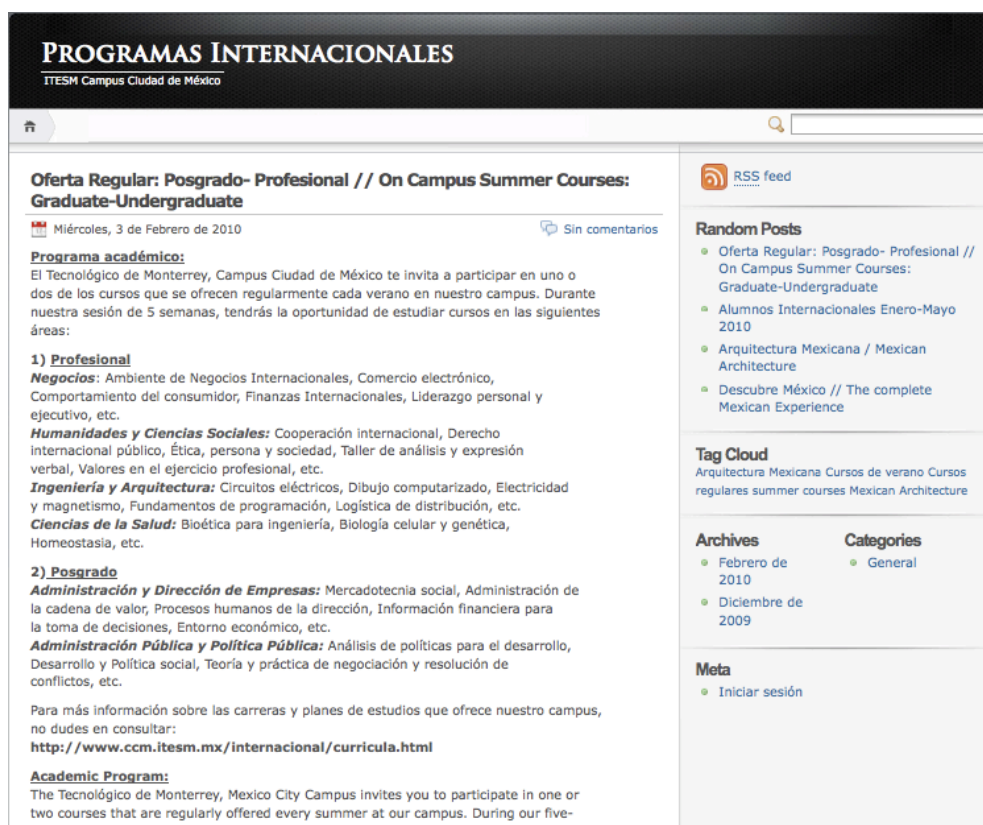 PROGRAMAS INTERNACIONALES
ITESM Campus Ciudad de México
Oferta Regular: Posgrado- Profesional // On Campus Summer Courses:
Graduate-Undergraduate
Miércoles, 3 de Febrero de 2010
Sin comentarios
Programa académico:
El Tecnológico de Monterrey, Campus Ciudad de México te invita a participar en uno o
dos de los cursos que se ofrecen regularmente cada verano en nuestro campus. Durante
nuestra sesión de 5 semanas, tendrás la oportunidad de estudiar cursos en las siguientes
áreas:
1) Profesional
Negocios: Ambiente de Negocios Internacionales, Comercio electrónico,
Comportamiento del consumidor, Finanzas Internacionales, Liderazgo personal y
ejecutivo, etc.
Humanidades y Ciencias Sociales: Cooperación internacional, Derecho
internacional público, Ética, persona y sociedad, Taller de análisis y expresión
verbal, Valores en el ejercicio profesional, etc.
Ingeniería y Arquitectura: Circuitos eléctricos, Dibujo computarizado, Electricidad
y magnetismo, Fundamentos de programación, Logística de distribución, etc.
Ciencias de la Salud: Bioética para ingeniería, Biología celular y genética,
Homeostasia, etc.
2) Posgrado
Administración y Dirección de Empresas: Mercadotecnia social, Administración de
la cadena de valor, Procesos humanos de la dirección, Información financiera para
la toma de decisiones, Entorno económico, etc.
Administración Pública y Política Pública: Análisis de políticas para el desarrollo,
Desarrollo y Política social, Teoría y práctica de negociación y resolución de
conflictos, etc.
Para más información sobre las carreras y planes de estudios que ofrece nuestro campus,
no dudes en consultar:
http://www.ccm.itesm.mx/internacional/curricula.html
Academic Program:
The Tecnológico de Monterrey, Mexico City Campus invites you to participate in one or
two courses that are regularly offered every summer at our campus. During our five-
RSS feed
Random Posts
Oferta Regular: Posgrado- Profesional //
On Campus Summer Courses:
Graduate-Undergraduate
Alumnos Internacionales Enero-Mayo
2010
Arquitectura Mexicana / Mexican
Architecture
Descubre México // The complete
Mexican Experience
Tag Cloud
Arquitectura Mexicana Cursos de verano Cursos
regulares summer courses Mexican Architecture
Archives
Febrero de
2010
Diciembre de
2009
Categories
General
Meta
Iniciar sesión